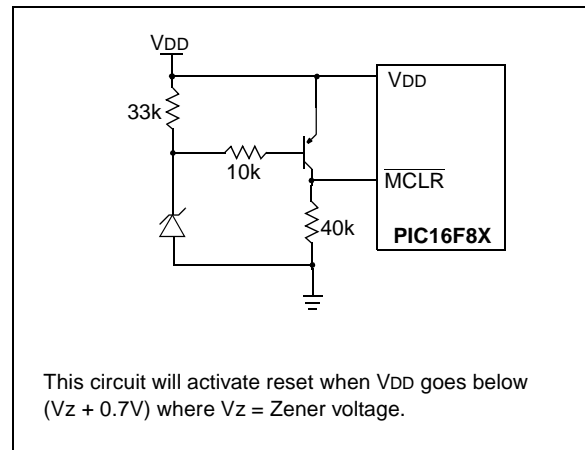 VDD
33k
10k
40k
VDD
MCLR
PIC16F8X
This circuit will activate reset when VDD goes below
(Vz + 0.7V) where Vz = Zener voltage.